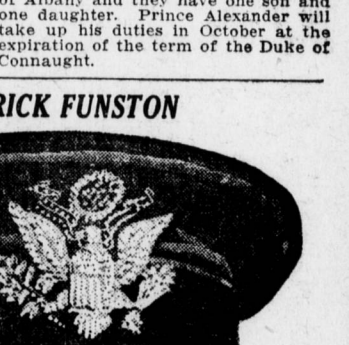 of Albany and they have one son and
one daughter. Prince Alexander will
take up his duties in October at the
expiration of the term of the Duke of
Connaught.
RICK FUNSTON